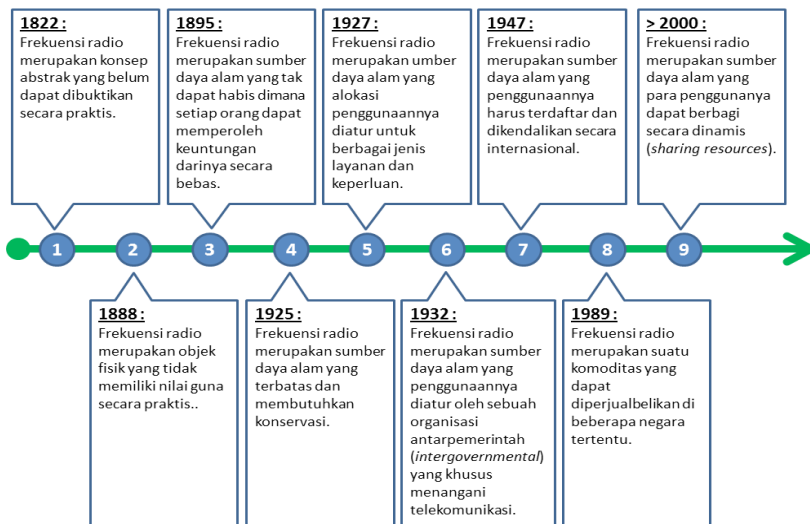 1822 :
Frekuensi radio
merupakan konsep
abstrak yang belum
dapat dibuktikan
secara praktis.
1895 :
Frekuensi radio
merupakan sumber
daya alam yang tak
dapat habis dimana
setiap orang dapat
memperoleh
keuntungan
darinya secara
bebas.
1927 :
Frekuensi radio
merupakan umber
daya alam yang
alokasi
penggunaannya
diatur untuk
berbagai jenis
layanan dan
keperluan.
1947 :
Frekuensi radio
merupakan sumber
daya alam yang
penggunaannya
harus terdaftar dan
dikendalikan secara
internasional.
> 2000 :
Frekuensi radio
merupakan sumber
daya alam yang
para penggunanya
dapat berbagi
secara dinamis
(sharing resources).
1 2 3 4 5 6 7 8 9
1888 :
Frekuensi radio
merupakan objek
fisik yang tidak
memiliki nilai guna
secara praktis..
1925 :
Frekuensi radio
merupakan sumber
daya alam yang
terbatas dan
membutuhkan
konservasi.
1932 :
Frekuensi radio
merupakan sumber
daya alam yang
penggunaannya
diatur oleh sebuah
organisasi
antarpemerintah
(intergovernmental)
yang khusus
menangani
telekomunikasi.
1989 :
Frekuensi radio
merupakan suatu
komoditas yang
dapat
diperjualbelikan di
beberapa negara
tertentu.